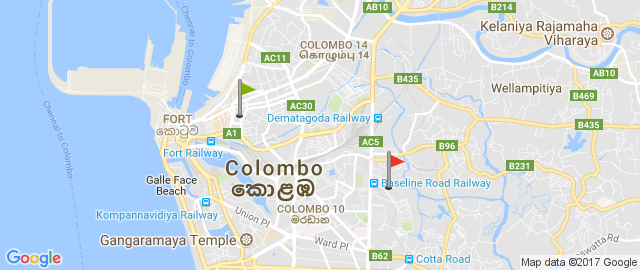 AB10
B214
Kelaniya Rajamaha
Viharaya
Chennai to Colombo
COLOMBO 14
கொழும்பு 14
AC11
B435
AB10
Wellampitiya
B469
AC30
Dematagoda Railway
B435
FORT
කොටුව
A1
AC5
B96
Fort Railway
B231
Colombo
කොළඹ
Galle Face
Beach
Baseline Road Railway
Chennai to Colombo
Kompannavidiya Railway
COLOMBO 10
මරදාන
Union Pl
Gangaramaya Temple
Ward Pl
B62
Cotta Road
Google
Map data ©2017 Google